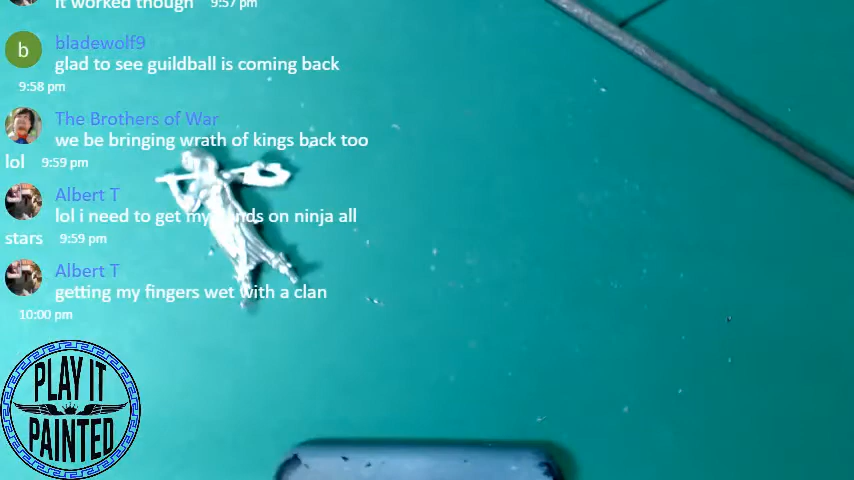 it worked though 9:57 pm
bladewolf9
glad to see guildball is coming back
9:58 pm
The Brothers of War
we be bringing wrath of kings back too
lol 9:59 pm
Albert T
lol i need to get my hands on ninja all
stars 9:59 pm
Albert T
getting my fingers wet with a clan
10:00 pm
PLAY IT
PAINTED
b